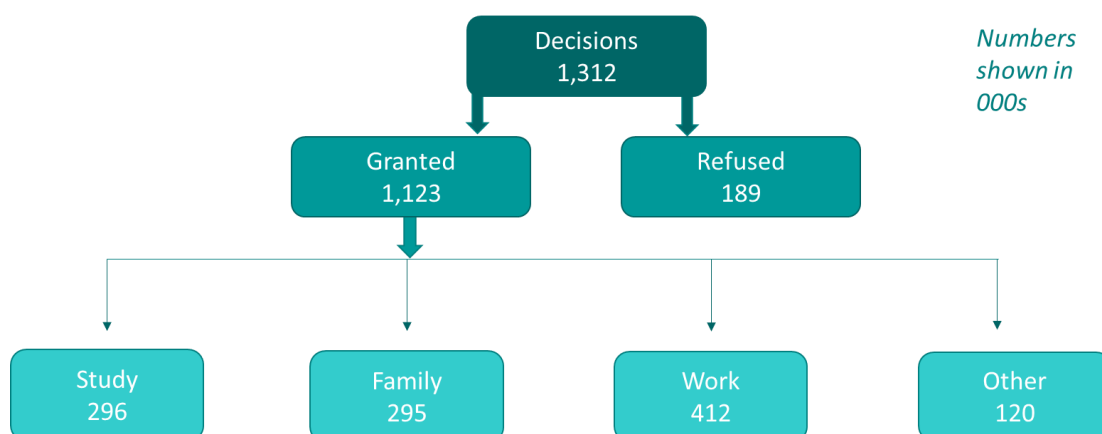 Decisions
1,312
Numbers
shown in
000s
Granted
1,123
Refused
189
Study
296
Family
295
Work
412
Other
120